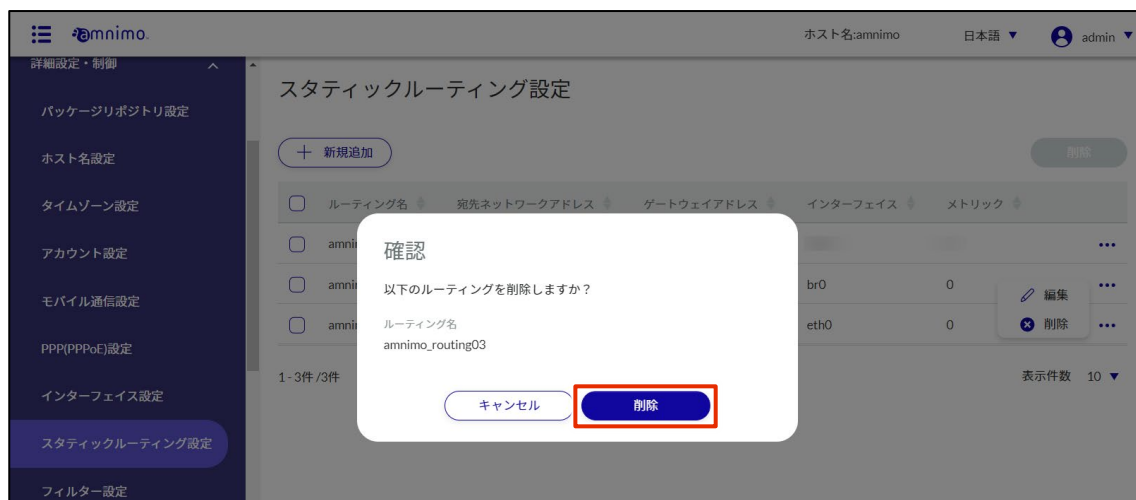 amnimo.
ホスト名:amnimo 日本語 ▼ admin ▼
詳細設定・制御
パッケージリポジトリ設定
ホスト名設定
タイムゾーン設定
アカウント設定
モバイル通信設定
PPP(PPPoE)設定
インターフェイス設定
スタティックルーティング設定
フィルター設定
スタティックルーティング設定
新規追加 削除
ルーティング名 宛先ネットワークアドレス ゲートウェイアドレス インターフェイス メトリック
br0 0
eth0 0
編集
削除
1 - 3件 /3件 表示件数 10 ▼
確認
以下のルーティングを削除しますか？
ルーティング名
amnimo_routing03
キャンセル 削除